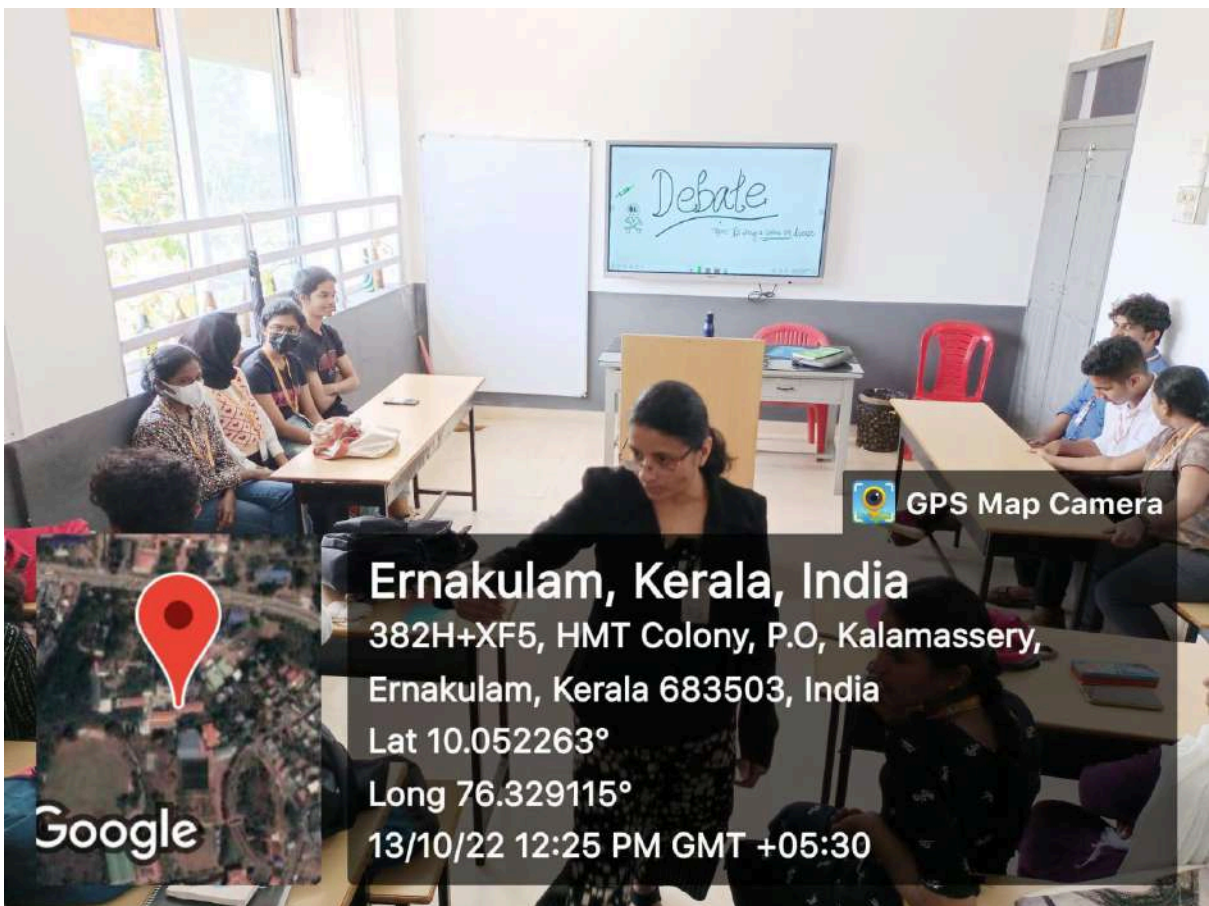 Debate
GPS Map Camera
Ernakulam, Kerala, India
382H+XF5, HMT Colony, P.O, Kalamassery,
Ernakulam, Kerala 683503, India
Lat 10.052263°
Long 76.329115°
13/10/22 12:25 PM GMT +05:30
Google